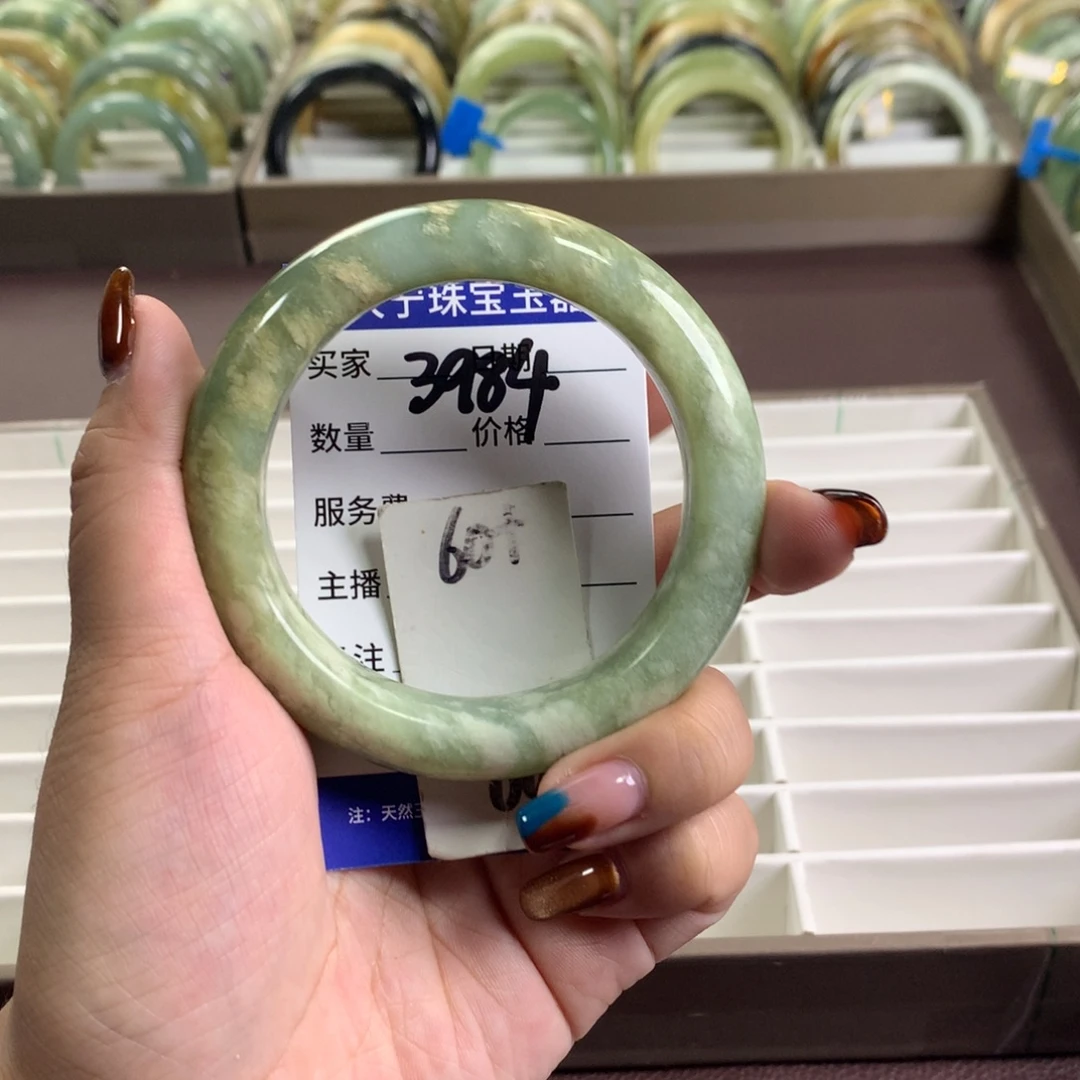 宁珠宝玉器
买家 3984 日期
数量 价格
服务费
主播
60+
注
注：天然